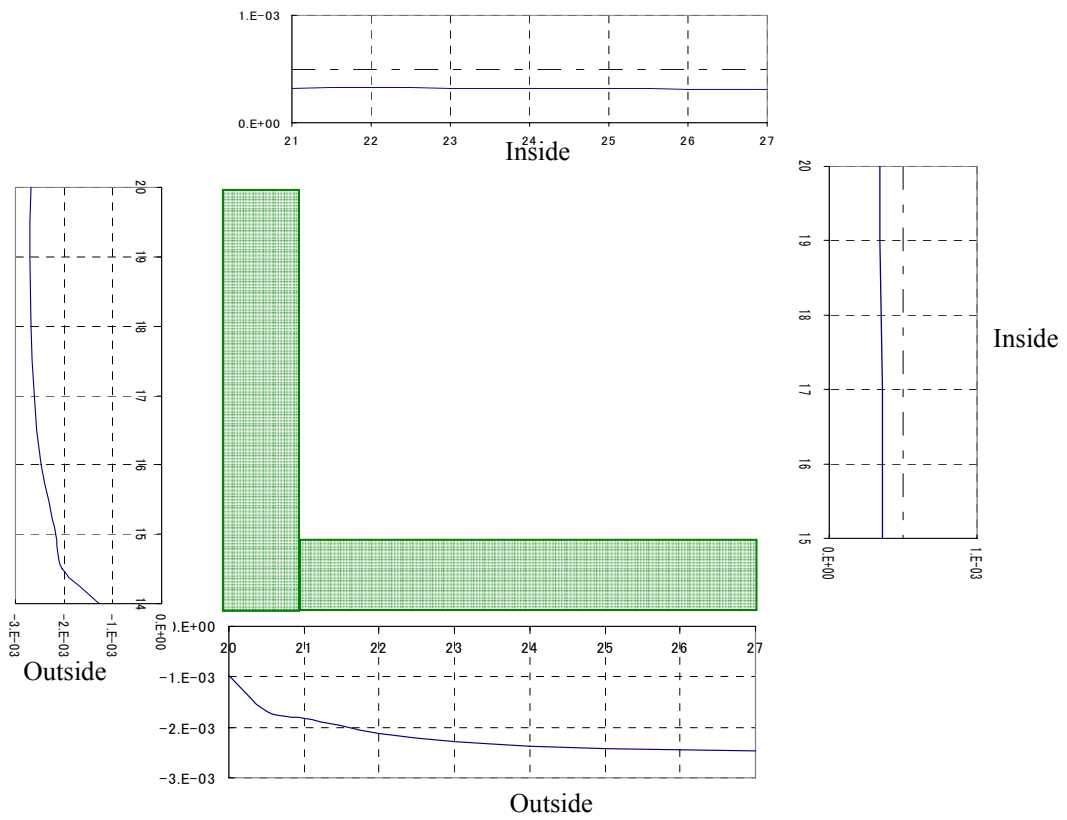 1.E-03
0.E+00
21 22 23 24 25 26 27
Inside
20
19
18
17
16
15
14
-3.E-03 -2.E-03 -1.E-03 0.E+00
Outside
20
19
18
17
16
15
0.E+00 1.E-03
Inside
).E+00
20 21 22 23 24 25 26 27
-1.E-03
-2.E-03
-3.E-03
Outside